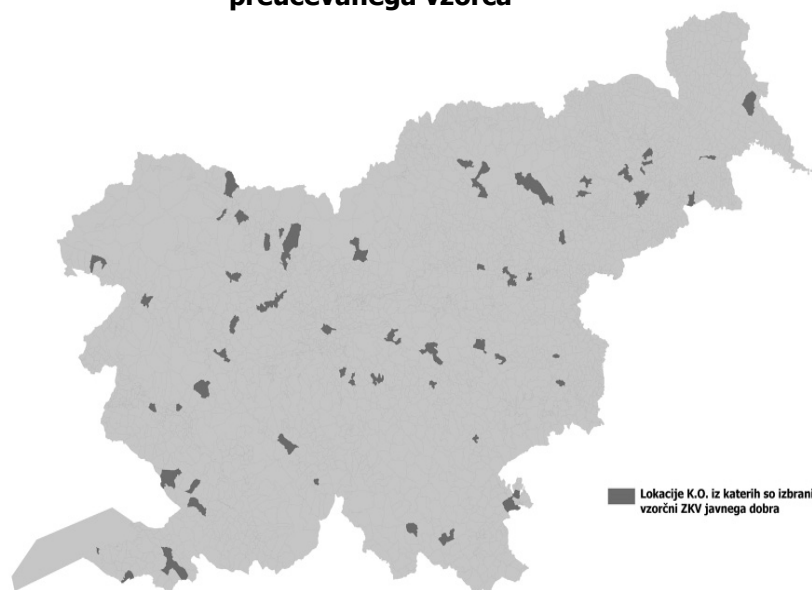 preučevanega vzorca
Lokacije K.O. iz katerih so izbrani
vzorčni ZKV javnega dobra